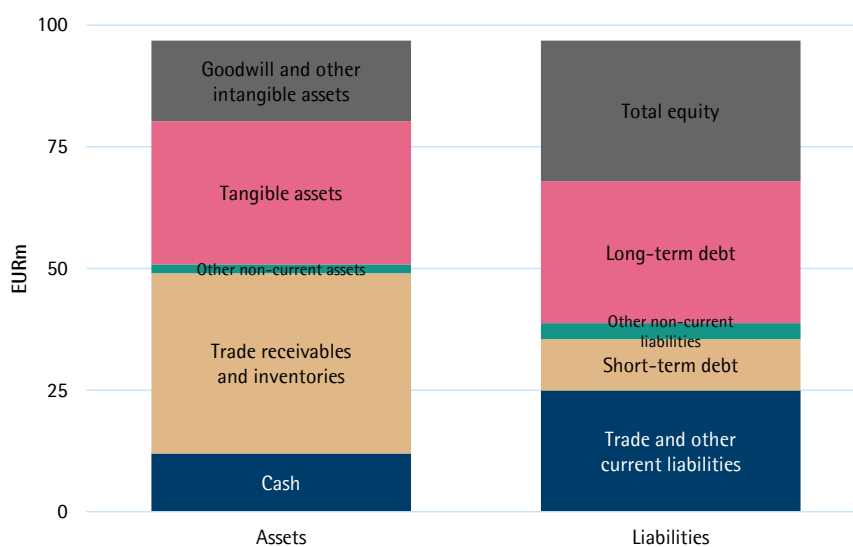 100
75
50
25
0
EURm
Goodwill and other
intangible assets
Tangible assets
Other non-current assets
Trade receivables
and inventories
Cash
Total equity
Long-term debt
Other non-current
liabilities
Short-term debt
Trade and other
current liabilities
Assets
Liabilities